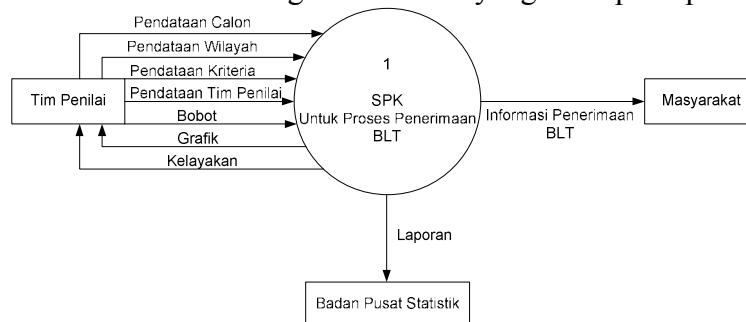 Pendataan Calon
Pendataan Wilayah
Pendataan Kriteria
Pendataan Tim Penilai
Bobot
Grafik
Kelayakan
Tim Penilai
1
SPK
Untuk Proses Penerimaan
BLT
Informasi Penerimaan
BLT
Masyarakat
Laporan
Badan Pusat Statistik